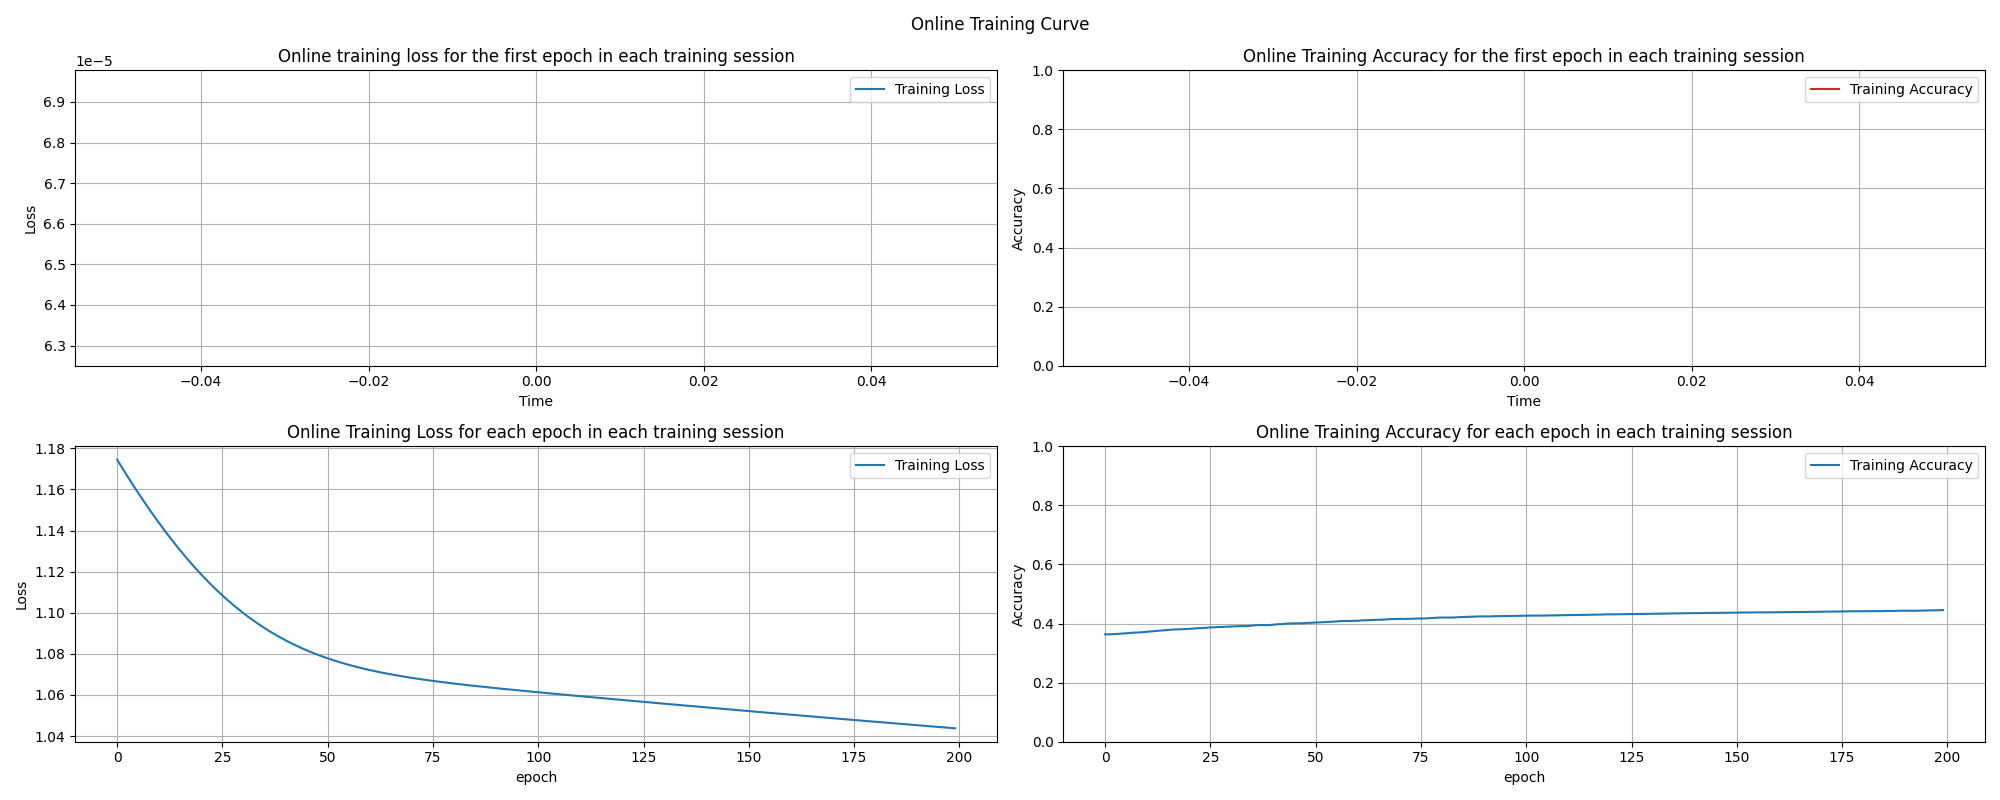 Online Training Curve
Online training loss for the first epoch in each training session
1e−5
6.9
6.8
6.7
6.6
6.5
6.4
6.3
Loss
Training Loss
−0.04 −0.02 0.00 0.02 0.04
Time
Online Training Accuracy for the first epoch in each training session
1.0
0.8
0.6
0.4
0.2
0.0
Accuracy
Training Accuracy
−0.04 −0.02 0.00 0.02 0.04
Time
Online Training Loss for each epoch in each training session
1.18
1.16
1.14
1.12
1.10
1.08
1.06
1.04
Loss
Training Loss
0 25 50 75 100 125 150 175 200
epoch
Online Training Accuracy for each epoch in each training session
1.0
0.8
0.6
0.4
0.2
0.0
Accuracy
Training Accuracy
0 25 50 75 100 125 150 175 200
epoch